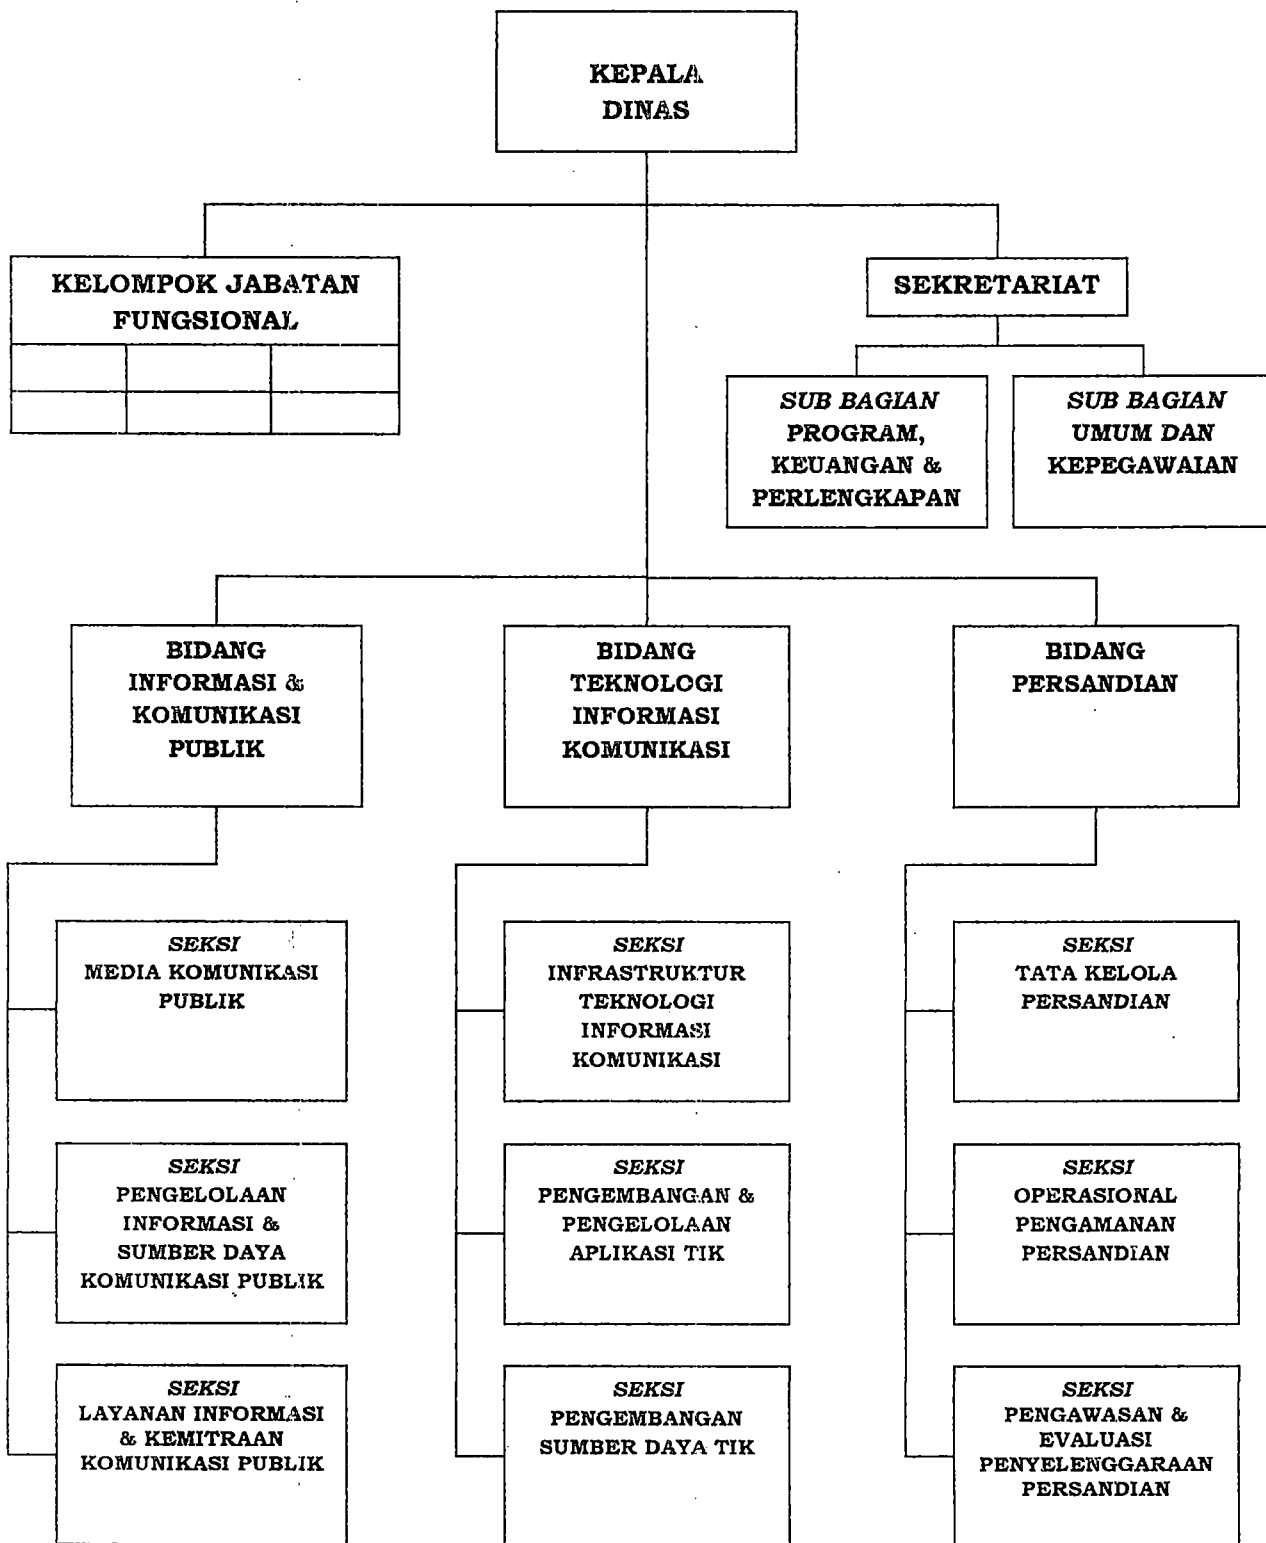 KEPALA
DINAS
KELOMPOK JABATAN
FUNGSIONAL
SEKRETARIAT
SUB BAGIAN
PROGRAM,
KEUANGAN &
PERLENGKAPAN
SUB BAGIAN
UMUM DAN
KEPEGAWAIAN
BIDANG
INFORMASI &
KOMUNIKASI
PUBLIK
BIDANG
TEKNOLOGI
INFORMASI
KOMUNIKASI
BIDANG
PERSANDIAN
SEKSI
MEDIA KOMUNIKASI
PUBLIK
SEKSI
INFRASTRUKTUR
TEKNOLOGI
INFORMASI
KOMUNIKASI
SEKSI
TATA KELOLA
PERSANDIAN
SEKSI
PENGELOLAAN
INFORMASI &
SUMBER DAYA
KOMUNIKASI PUBLIK
SEKSI
PENGEMBANGAN &
PENGELOLAAN
APLIKASI TIK
SEKSI
OPERASIONAL
PENGAMANAN
PERSANDIAN
SEKSI
LAYANAN INFORMASI
& KEMITRAAN
KOMUNIKASI PUBLIK
SEKSI
PENGEMBANGAN
SUMBER DAYA TIK
SEKSI
PENGAWASAN &
EVALUASI
PENYELENGGARAAN
PERSANDIAN